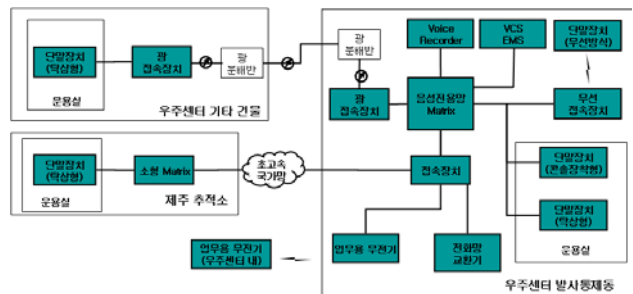 단말장치
(탁상형)
운용실
광
접속장치
광
분배반
우주센터 기타 건물
단말장치
(탁상형)
운용실
소형 Matrix
제주 추적소
초고속
국가망
업무용 무전기
(우주센터 내)
광
분배반
광
접속장치
Voice
Recorder
VCS
EMS
단말장치
(무선방식)
음성전용망
Matrix
무선
접속장치
접속장치
단말장치
(콘솔장착형)
단말장치
(탁상형)
운용실
업무용 무전기
전화망
교환기
우주센터 발사통제동